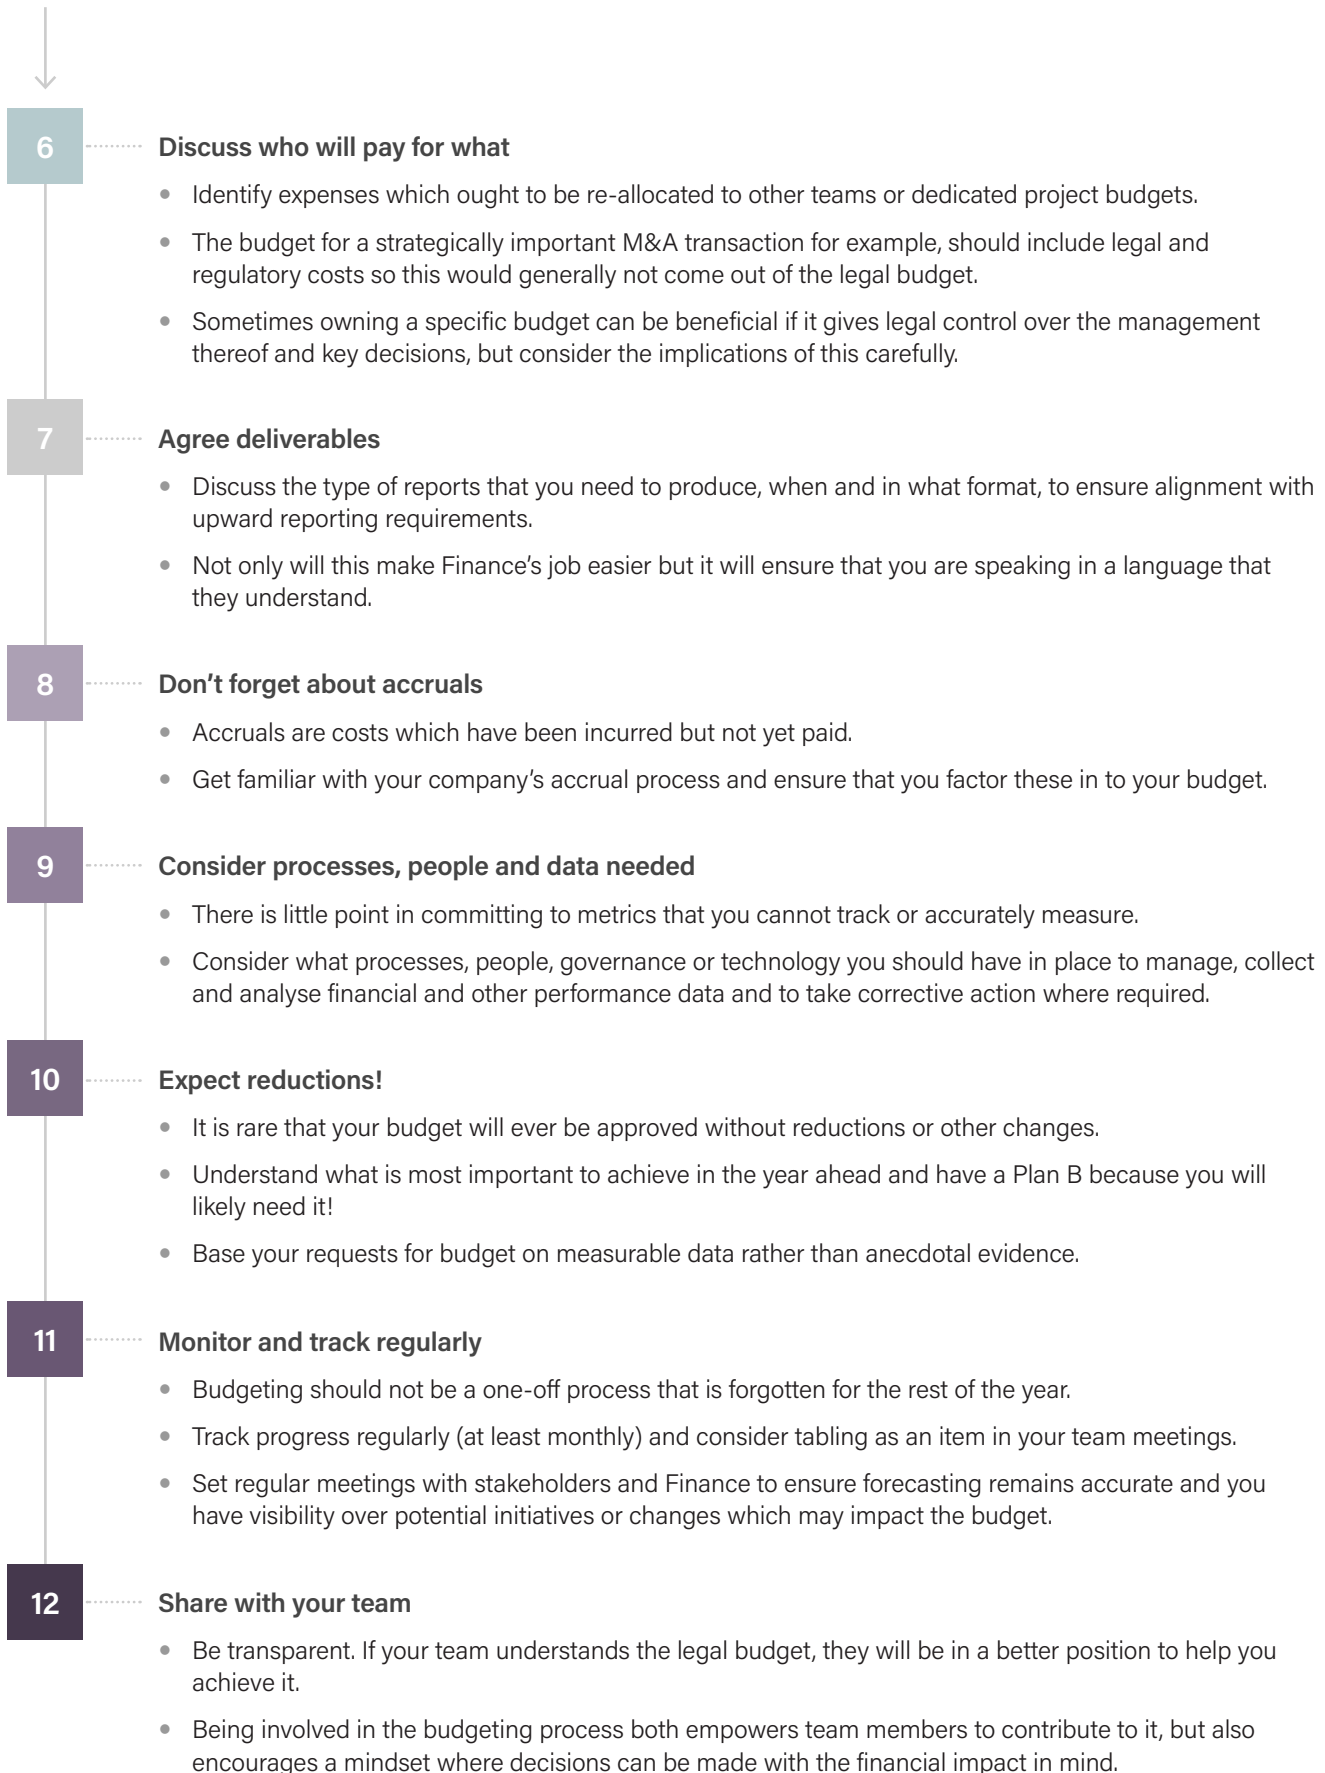 6
Discuss who will pay for what
• Identify expenses which ought to be re-allocated to other teams or dedicated project budgets.
• The budget for a strategically important M&A transaction for example, should include legal and
regulatory costs so this would generally not come out of the legal budget.
• Sometimes owning a specific budget can be beneficial if it gives legal control over the management
thereof and key decisions, but consider the implications of this carefully.
7
Agree deliverables
• Discuss the type of reports that you need to produce, when and in what format, to ensure alignment with
upward reporting requirements.
• Not only will this make Finance’s job easier but it will ensure that you are speaking in a language that
they understand.
8
Don’t forget about accruals
• Accruals are costs which have been incurred but not yet paid.
• Get familiar with your company’s accrual process and ensure that you factor these in to your budget.
9
Consider processes, people and data needed
• There is little point in committing to metrics that you cannot track or accurately measure.
• Consider what processes, people, governance or technology you should have in place to manage, collect
and analyse financial and other performance data and to take corrective action where required.
10
Expect reductions!
• It is rare that your budget will ever be approved without reductions or other changes.
• Understand what is most important to achieve in the year ahead and have a Plan B because you will
likely need it!
• Base your requests for budget on measurable data rather than anecdotal evidence.
11
Monitor and track regularly
• Budgeting should not be a one-off process that is forgotten for the rest of the year.
• Track progress regularly (at least monthly) and consider tabling as an item in your team meetings.
• Set regular meetings with stakeholders and Finance to ensure forecasting remains accurate and you
have visibility over potential initiatives or changes which may impact the budget.
12
Share with your team
• Be transparent. If your team understands the legal budget, they will be in a better position to help you
achieve it.
• Being involved in the budgeting process both empowers team members to contribute to it, but also
encourages a mindset where decisions can be made with the financial impact in mind.